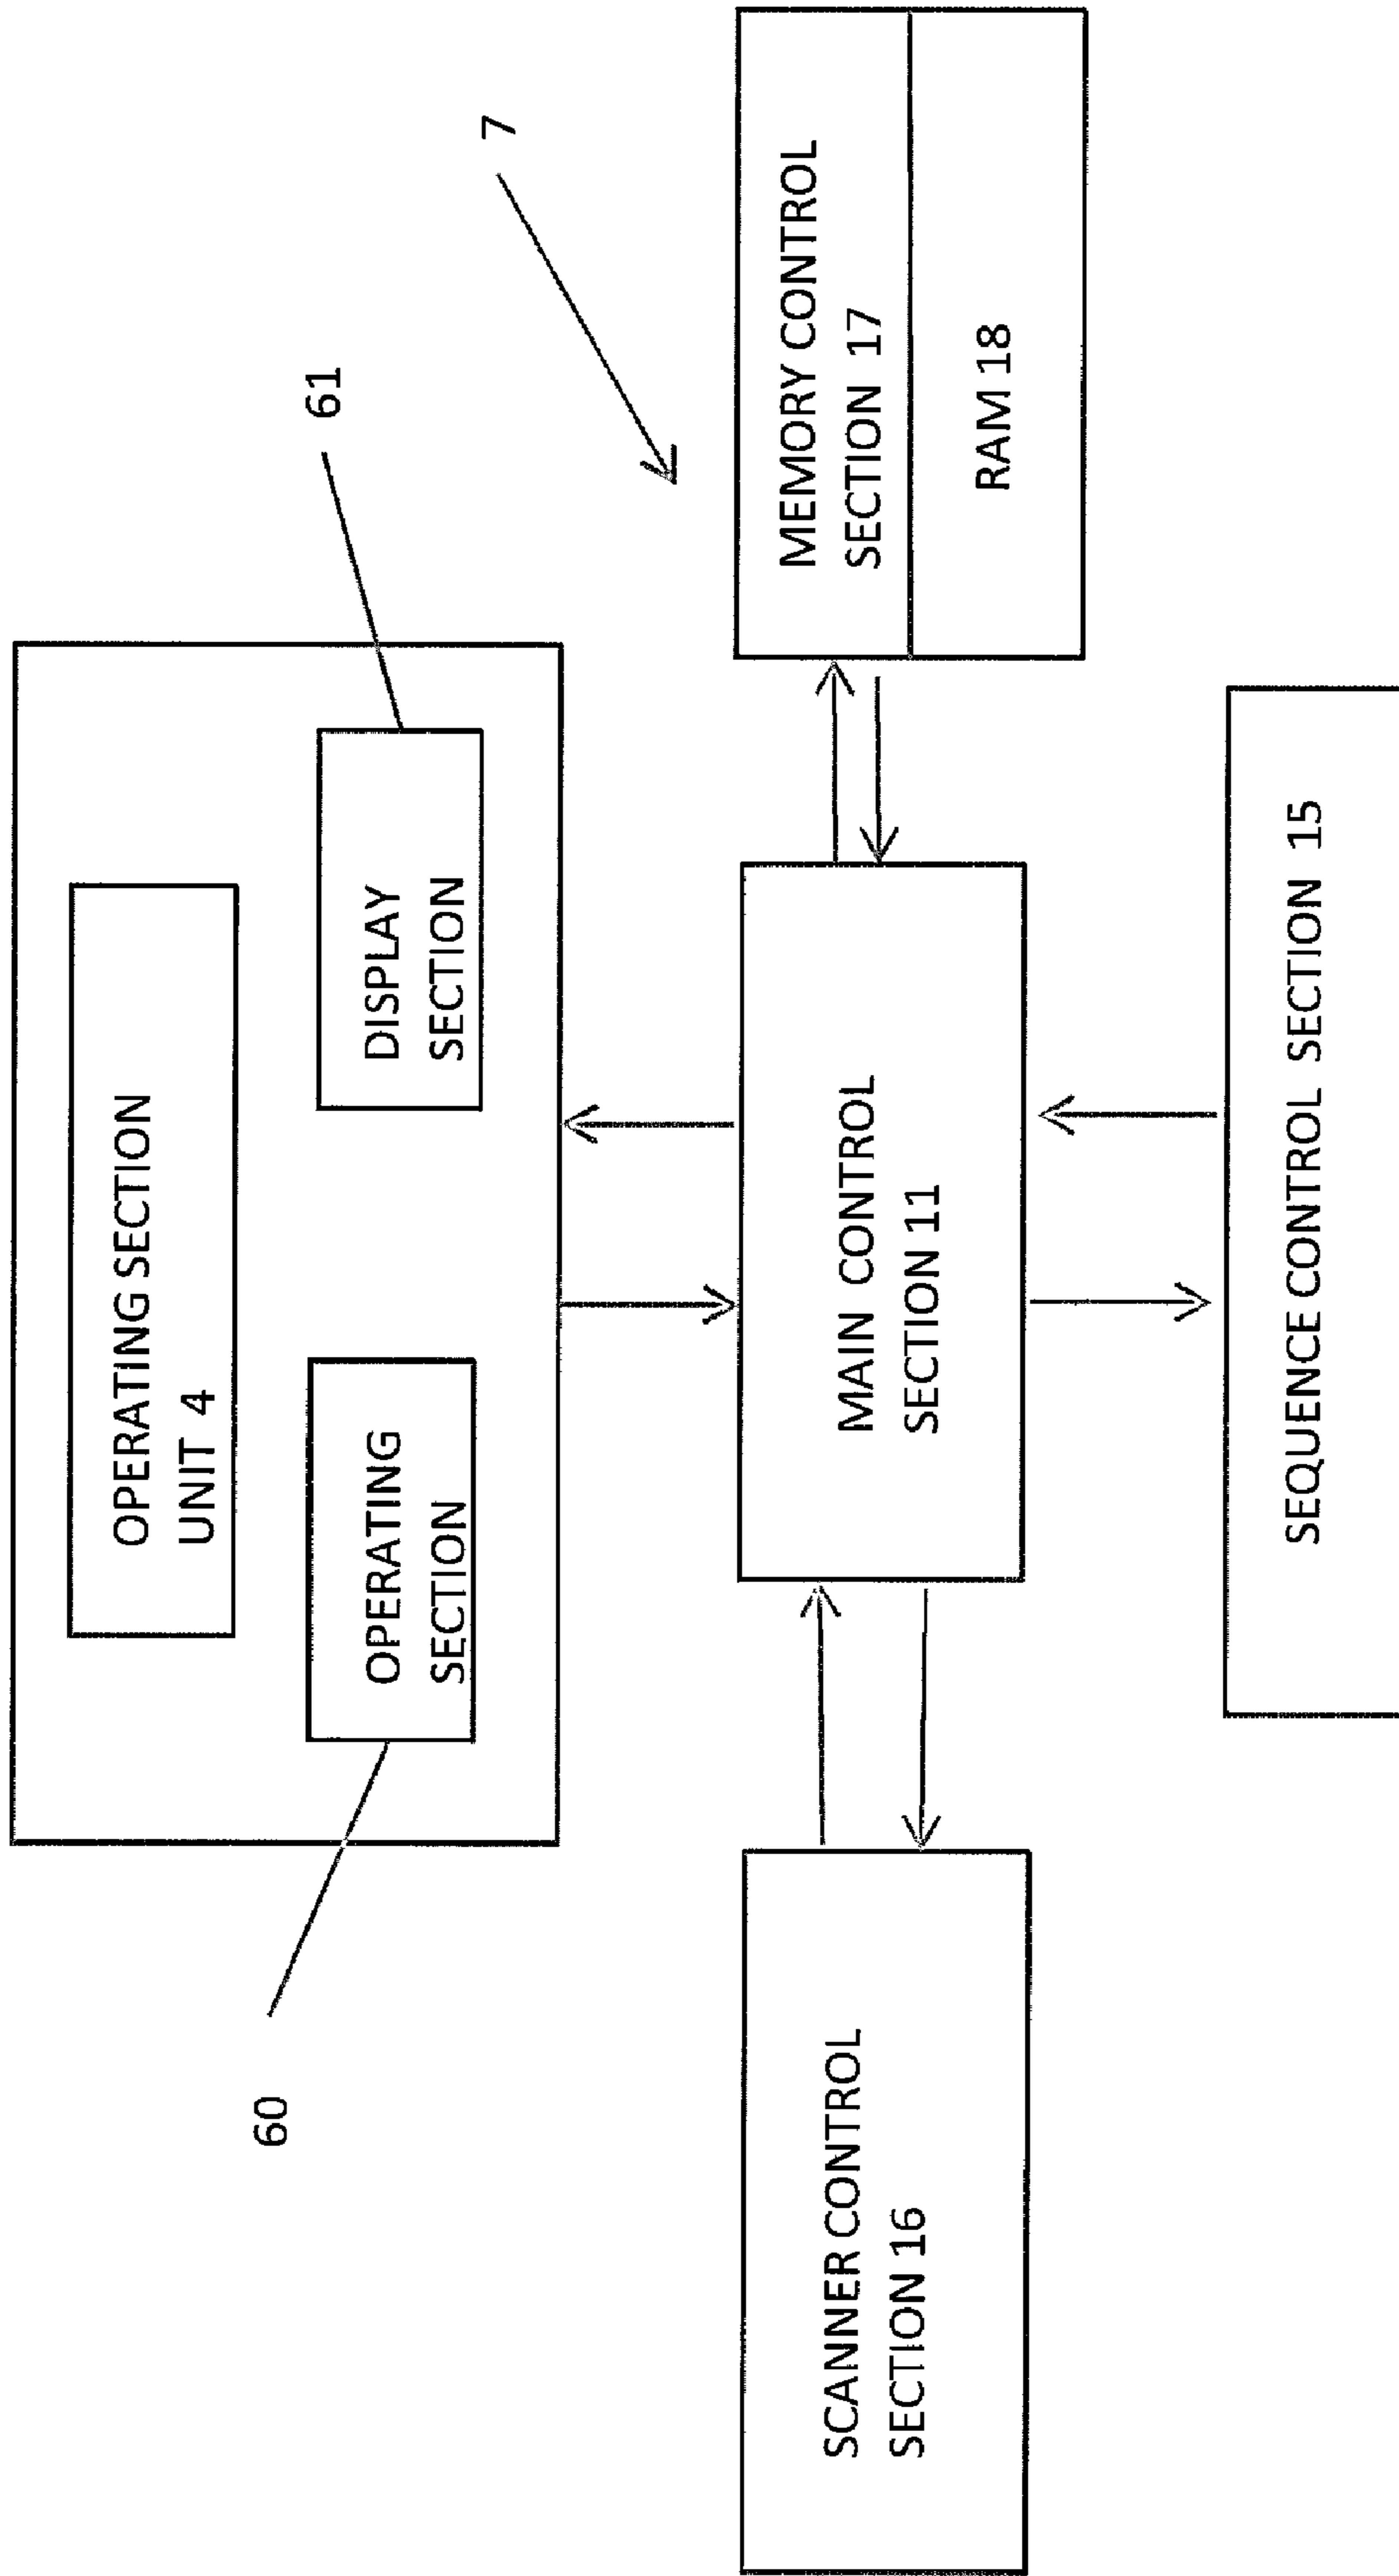 OPERATING SECTION
UNIT 4
OPERATING
SECTION
60
DISPLAY
SECTION
61
7
SCANNER CONTROL
SECTION 16
MAIN CONTROL
SECTION 11
MEMORY CONTROL
SECTION 17
RAM 18
SEQUENCE CONTROL SECTION 15